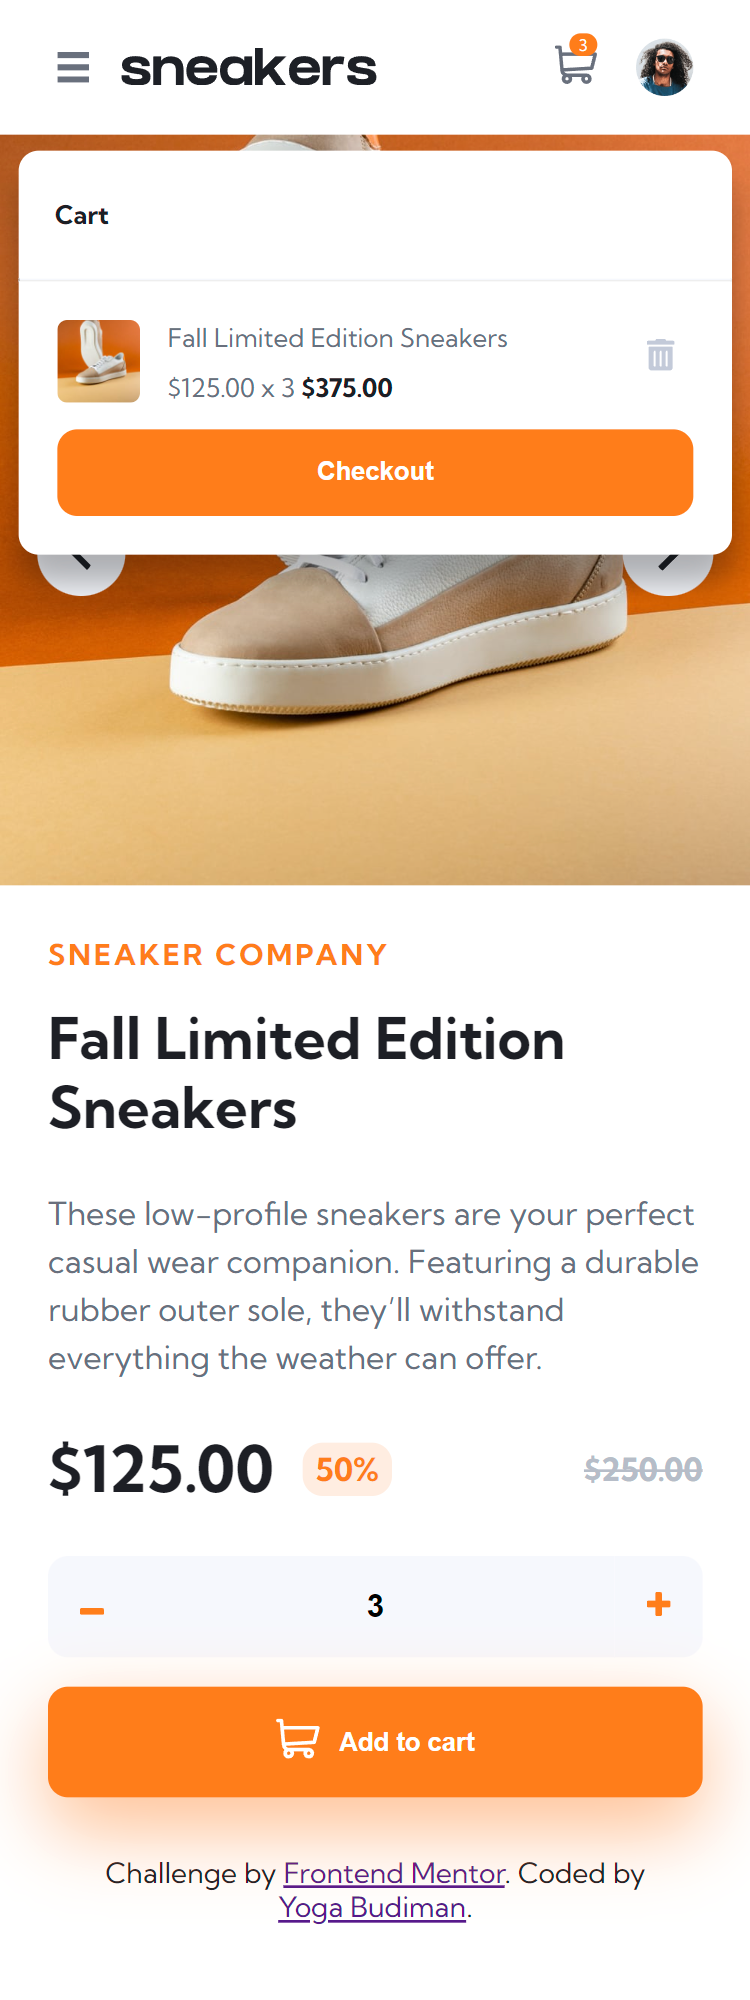 sneakers
3
Cart
Fall Limited Edition Sneakers
$125.00 x 3 $375.00
Checkout
SNEAKER COMPANY
Fall Limited Edition
Sneakers
These low-profile sneakers are your perfect
casual wear companion. Featuring a durable
rubber outer sole, they’ll withstand
everything the weather can offer.
$125.00 50% $250.00
3
Add to cart
Challenge by Frontend Mentor. Coded by
Yoga Budiman.